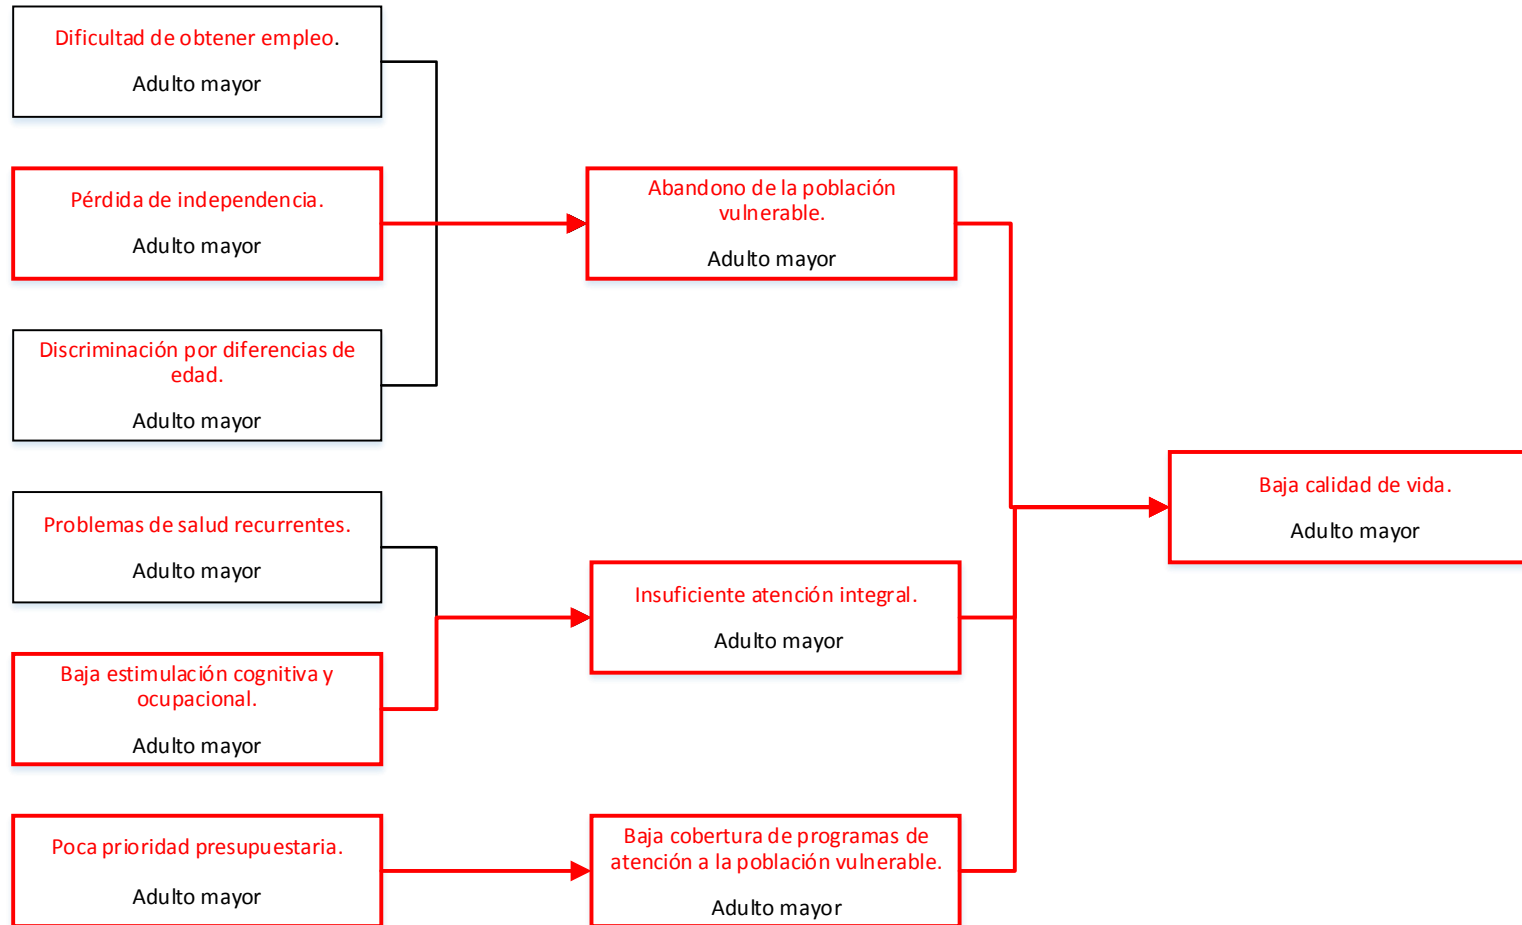 Dificultad de obtener empleo.
Adulto mayor
Pérdida de independencia.
Adulto mayor
Discriminación por diferencias de
edad.
Adulto mayor
Problemas de salud recurrentes.
Adulto mayor
Baja estimulación cognitiva y
ocupacional.
Adulto mayor
Poca prioridad presupuestaria.
Adulto mayor
Abandono de la población
vulnerable.
Adulto mayor
Insuficiente atención integral.
Adulto mayor
Baja cobertura de programas de
atención a la población vulnerable.
Adulto mayor
Baja calidad de vida.
Adulto mayor